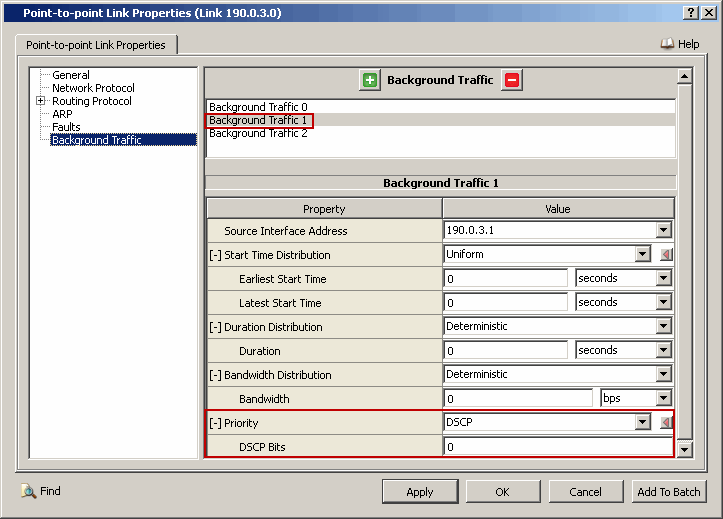 Point-to-point Link Properties (Link 190.0.3.0)
Point-to-point Link Properties
Help
General
Network Protocol
Routing Protocol
ARP
Faults
Background Traffic
Background Traffic
Background Traffic 0
Background Traffic 1
Background Traffic 2
Background Traffic 1
Property Value
Source Interface Address 190.0.3.1
[-] Start Time Distribution Uniform
Earliest Start Time 0 seconds
Latest Start Time 0 seconds
[-] Duration Distribution Deterministic
Duration 0 seconds
[-] Bandwidth Distribution Deterministic
Bandwidth 0 bps
[-] Priority DSCP
DSCP Bits 0
Find
Apply OK Cancel Add To Batch